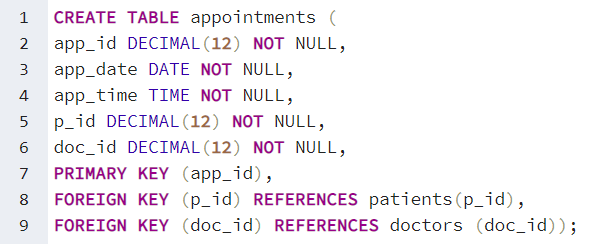 1 CREATE TABLE appointments (
2 app_id DECIMAL(12) NOT NULL,
3 app_date DATE NOT NULL,
4 app_time TIME NOT NULL,
5 p_id DECIMAL(12) NOT NULL,
6 doc_id DECIMAL(12) NOT NULL,
7 PRIMARY KEY (app_id),
8 FOREIGN KEY (p_id) REFERENCES patients(p_id),
9 FOREIGN KEY (doc_id) REFERENCES doctors (doc_id));